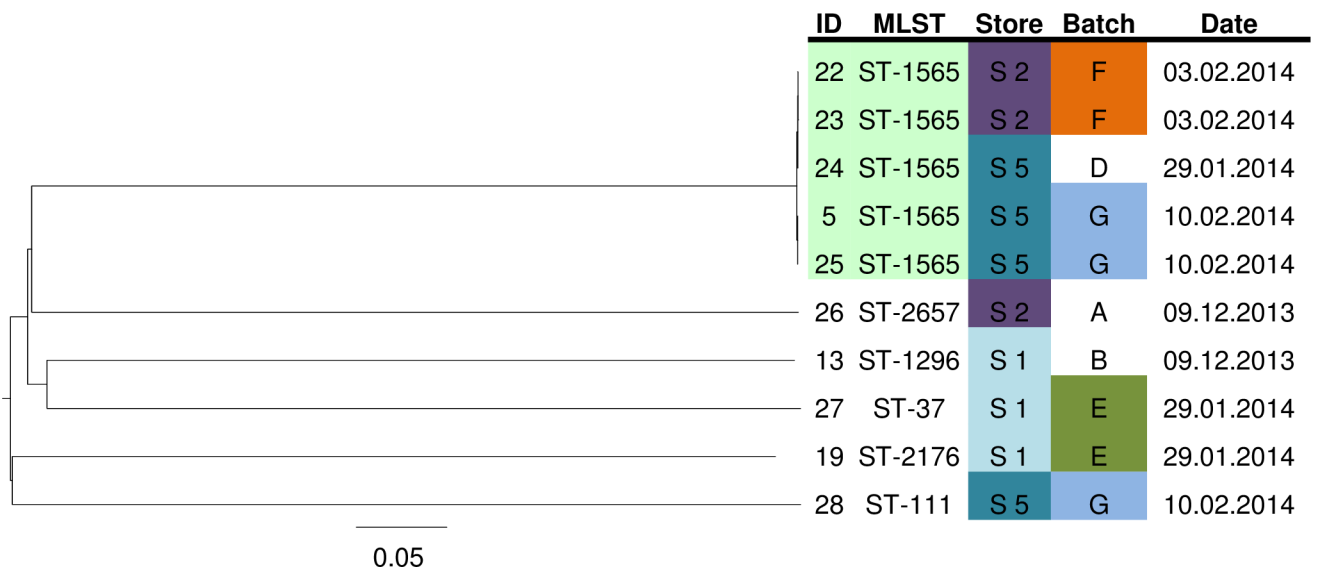 ID MLST Store Batch Date
22 ST-1565 S 2 F 03.02.2014
23 ST-1565 S 2 F 03.02.2014
24 ST-1565 S 5 D 29.01.2014
5 ST-1565 S 5 G 10.02.2014
25 ST-1565 S 5 G 10.02.2014
26 ST-2657 S 2 A 09.12.2013
13 ST-1296 S 1 B 09.12.2013
27 ST-37 S 1 E 29.01.2014
19 ST-2176 S 1 E 29.01.2014
28 ST-111 S 5 G 10.02.2014
0.05